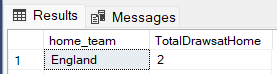 Results Messages
home_team TotalDrawsatHome
1 England 2